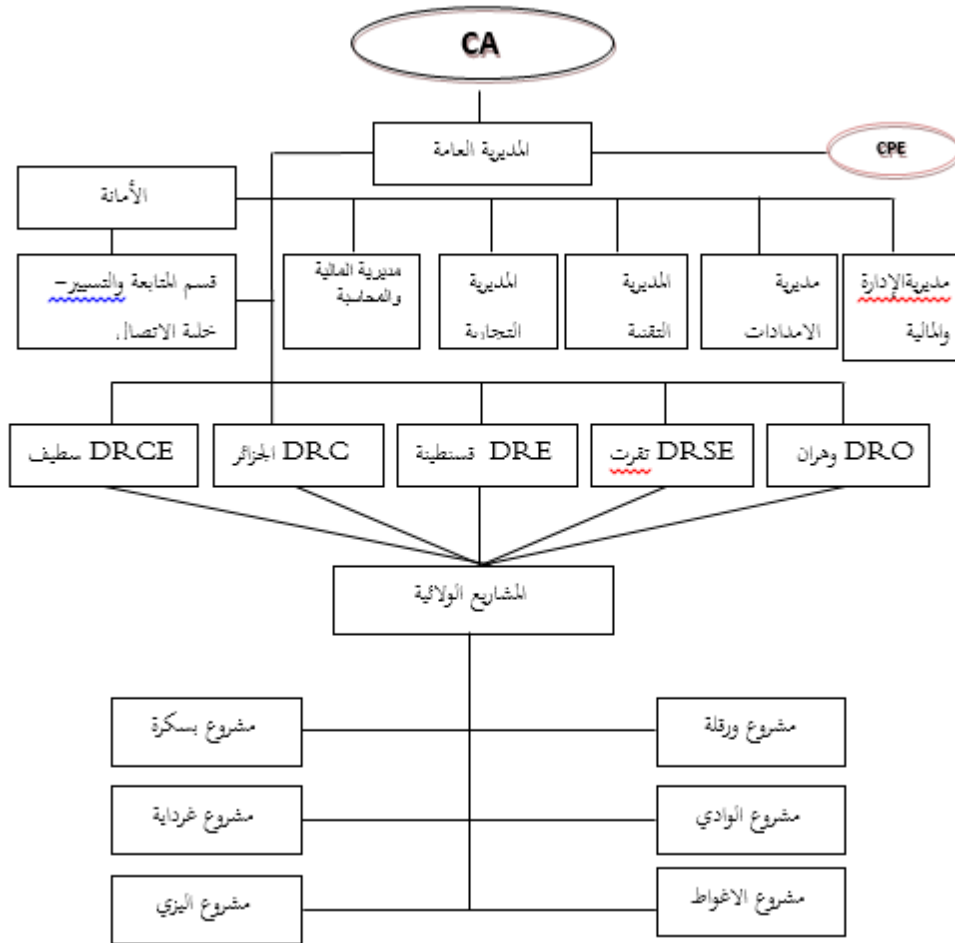 CA
المديرية العامة
CPE
الأمانة
قسم المتابعة والتسيير-
خلية الاتصال
مديرية المالية
والمحاسبة
المديرية
التجارية
المديرية
التقنية
مديرية
الامدادات
مديريةالإدارة
والمالية
DRCE سطيف
DRC الجزائر
DRE قسنطينة
DRSE تقرت
DRO وهران
المشاريع الولائية
مشروع بسكرة
مشروع ورقلة
مشروع غرداية
مشروع الوادي
مشروع اليزي
مشروع الاغواط